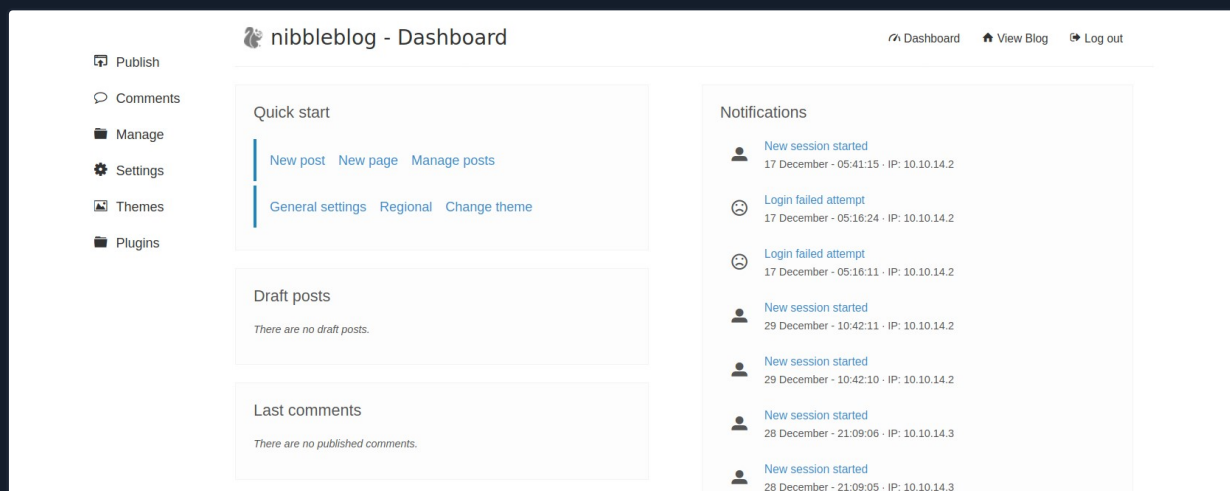 nibbleblog - Dashboard
Dashboard View Blog Log out
Publish
Comments
Manage
Settings
Themes
Plugins
Quick start
New post New page Manage posts
General settings Regional Change theme
Draft posts
There are no draft posts.
Last comments
There are no published comments.
Notifications
New session started
17 December - 05:41:15 · IP: 10.10.14.2
Login failed attempt
17 December - 05:16:24 · IP: 10.10.14.2
Login failed attempt
17 December - 05:16:11 · IP: 10.10.14.2
New session started
29 December - 10:42:11 · IP: 10.10.14.2
New session started
29 December - 10:42:10 · IP: 10.10.14.2
New session started
28 December - 21:09:06 · IP: 10.10.14.3
New session started
28 December - 21:09:05 · IP: 10.10.14.3